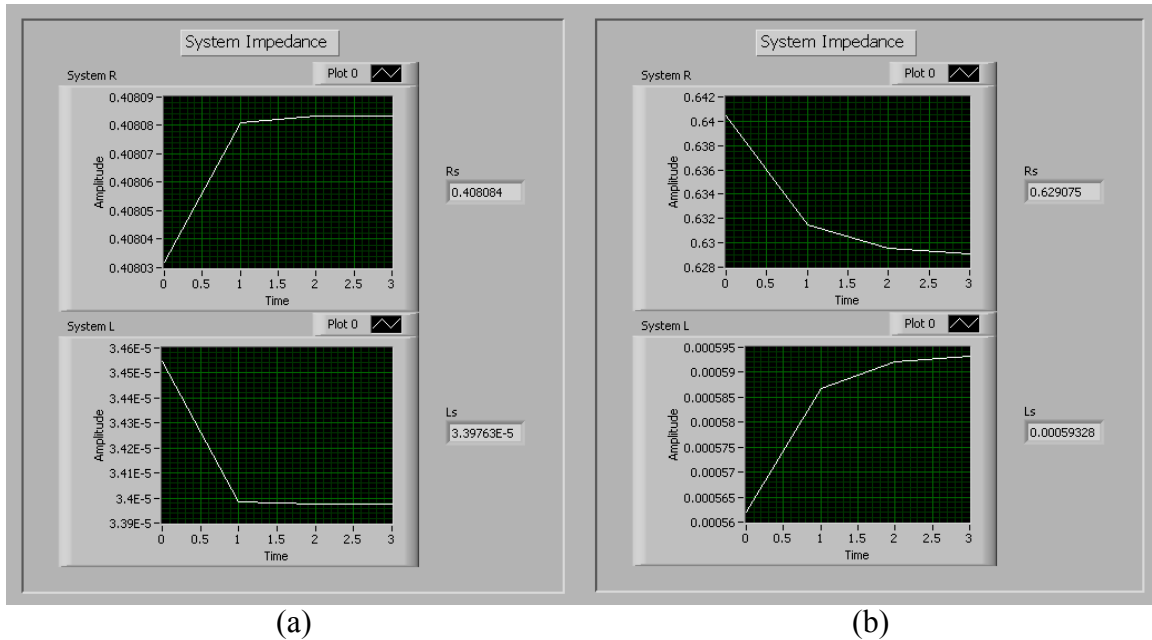 System Impedance
System R
Plot 0
0.40809
0.40808
0.40807
0.40806
0.40805
0.40804
0.40803
Amplitude
0 0.5 1 1.5 2 2.5 3
Time
Rs
0.408084
System L
Plot 0
3.46E-5
3.45E-5
3.44E-5
3.43E-5
3.42E-5
3.41E-5
3.4E-5
3.39E-5
Amplitude
0 0.5 1 1.5 2 2.5 3
Time
Ls
3.39763E-5
(a)
System Impedance
System R
Plot 0
0.642
0.64
0.638
0.636
0.634
0.632
0.63
0.628
Amplitude
0 0.5 1 1.5 2 2.5 3
Time
Rs
0.629075
System L
Plot 0
0.000595
0.00059
0.000585
0.00058
0.000575
0.00057
0.000565
0.00056
Amplitude
0 0.5 1 1.5 2 2.5 3
Time
Ls
0.00059328
(b)